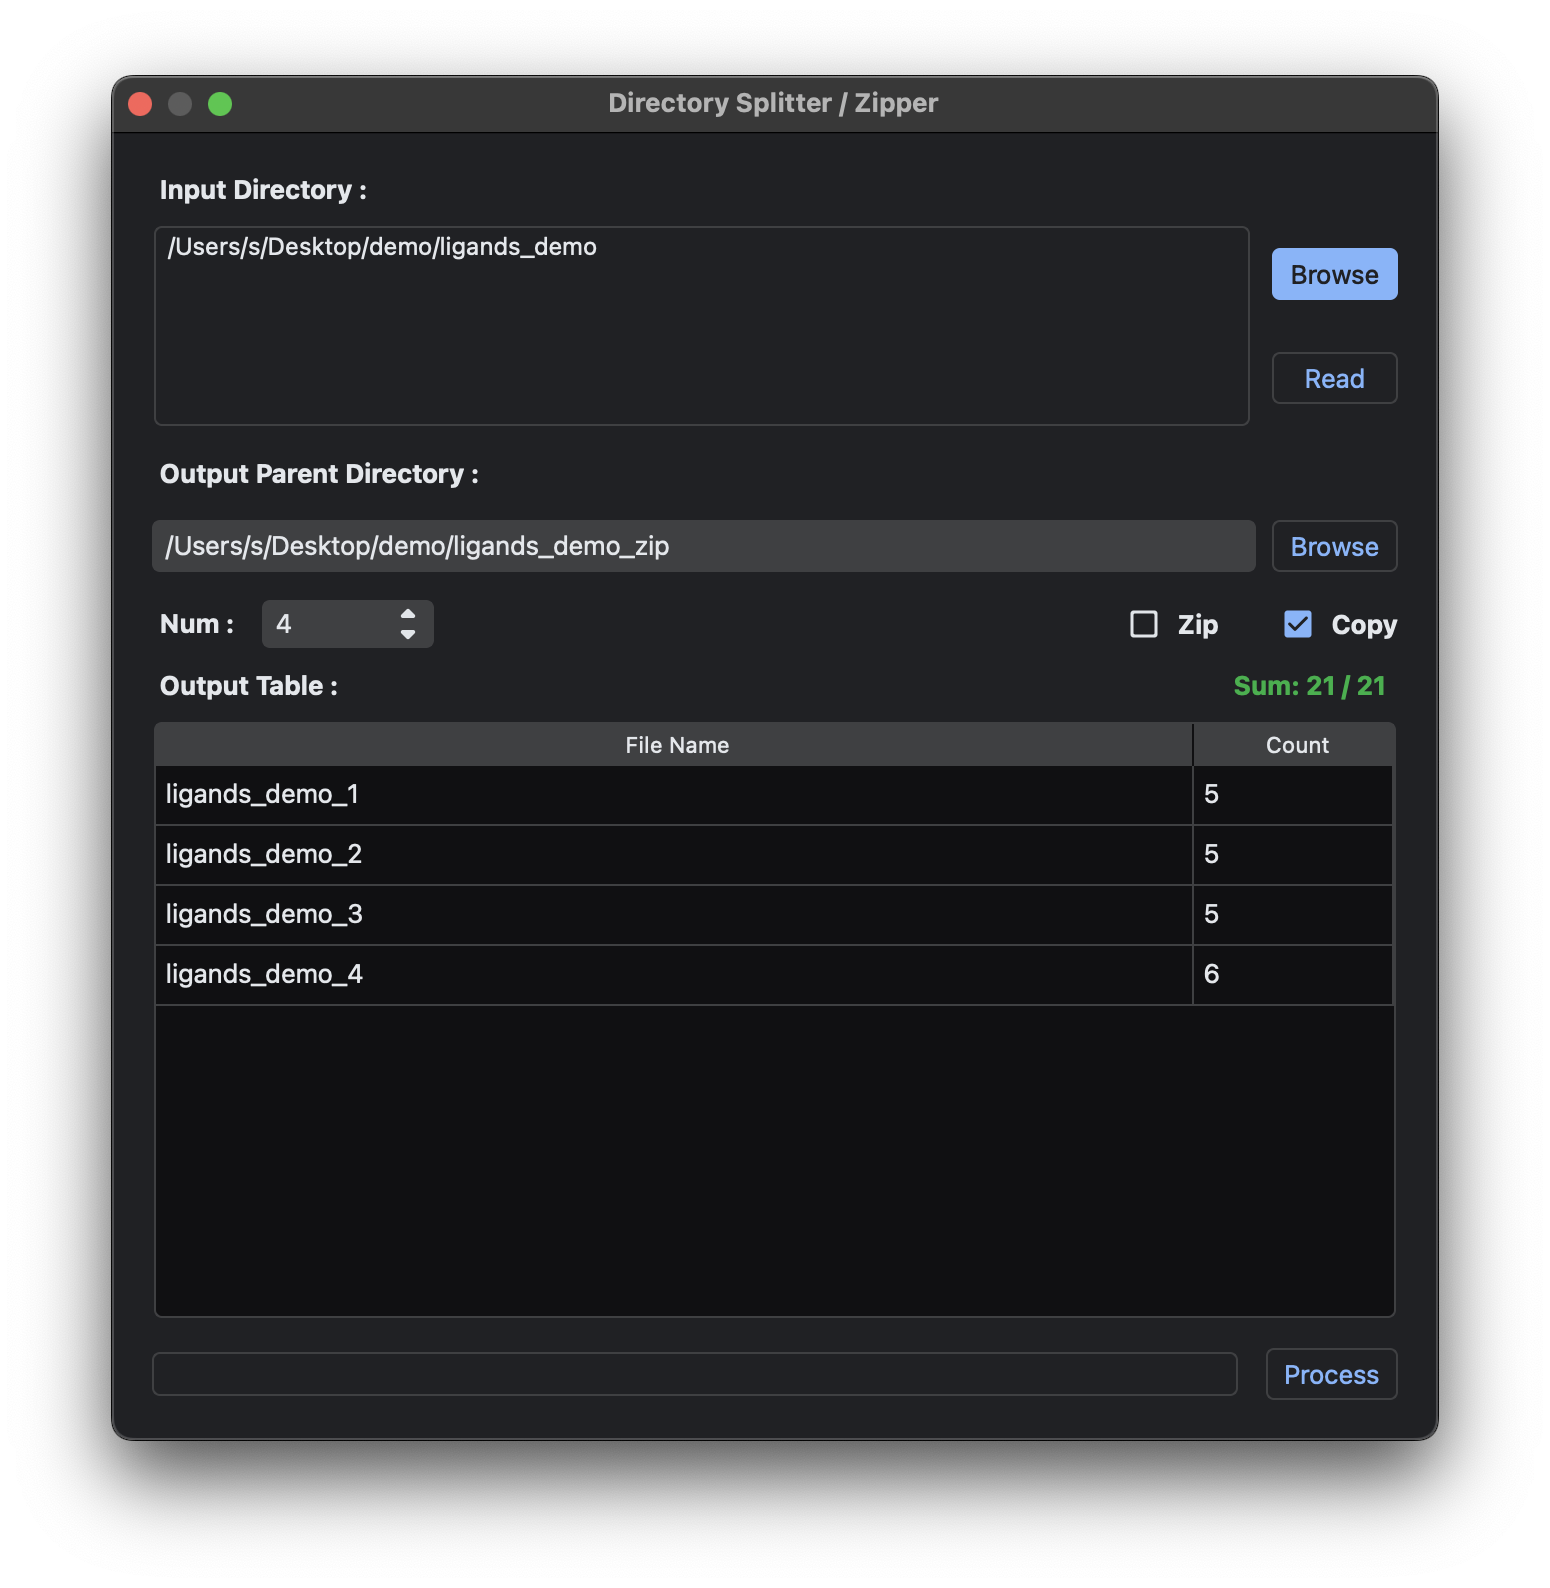 Directory Splitter / Zipper
Input Directory :
/Users/s/Desktop/demo/ligands_demo
Browse
Read
Output Parent Directory :
/Users/s/Desktop/demo/ligands_demo_zip
Browse
Num : 4 Zip Copy
Output Table : Sum: 21 / 21
File Name Count
ligands_demo_1 5
ligands_demo_2 5
ligands_demo_3 5
ligands_demo_4 6
Process